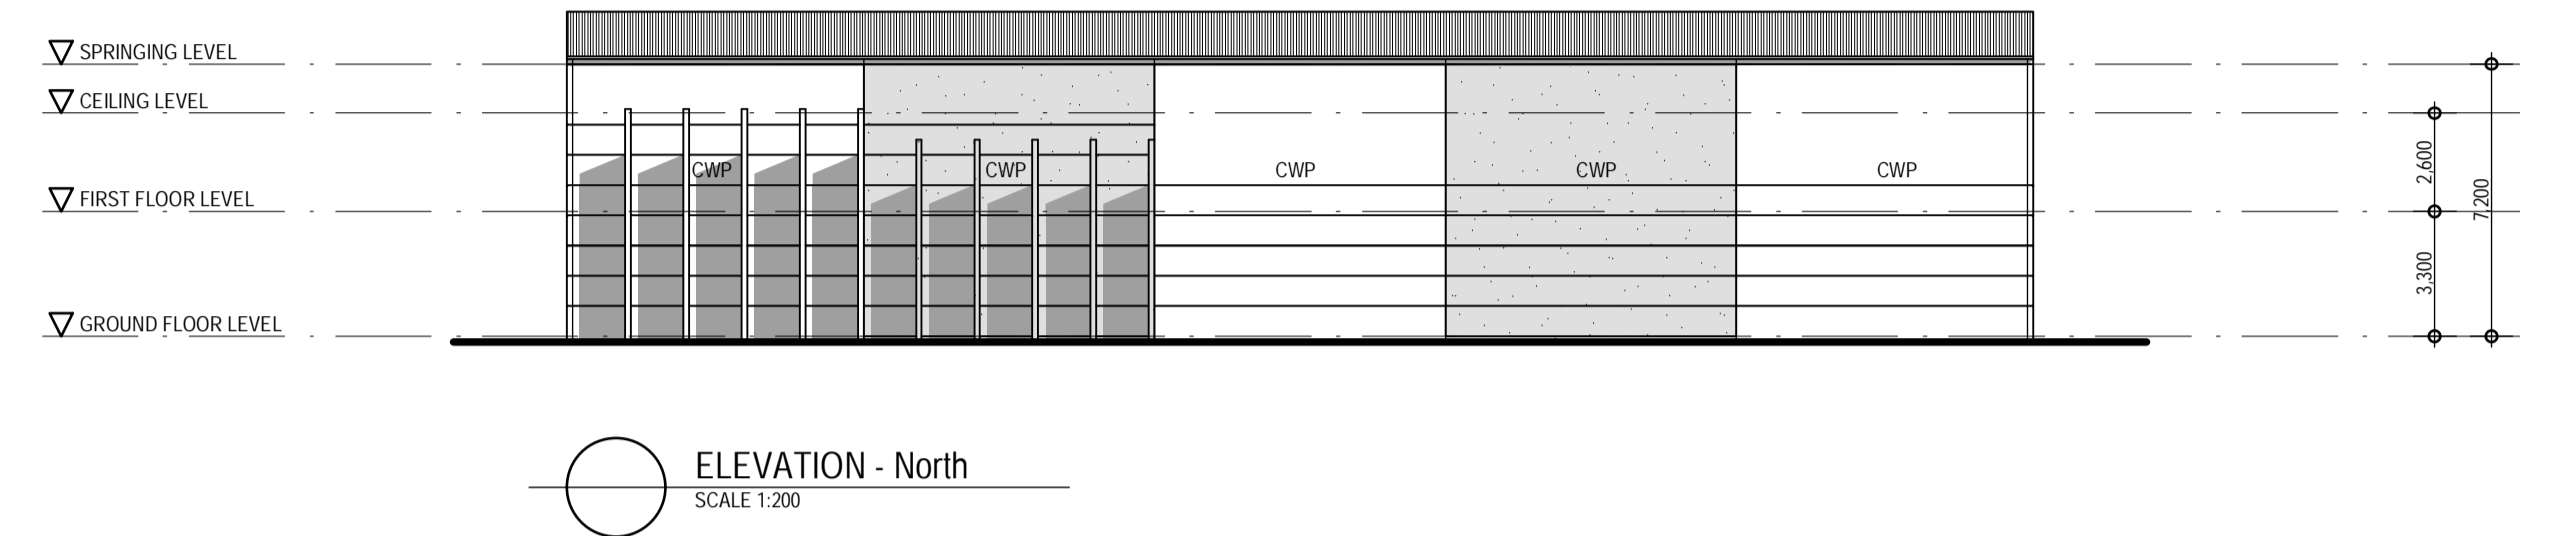 SPRINGING LEVEL
CEILING LEVEL
CWP CWP CWP CWP CWP
FIRST FLOOR LEVEL
GROUND FLOOR LEVEL
2,600
7,200
3,300
ELEVATION - North
SCALE 1:200